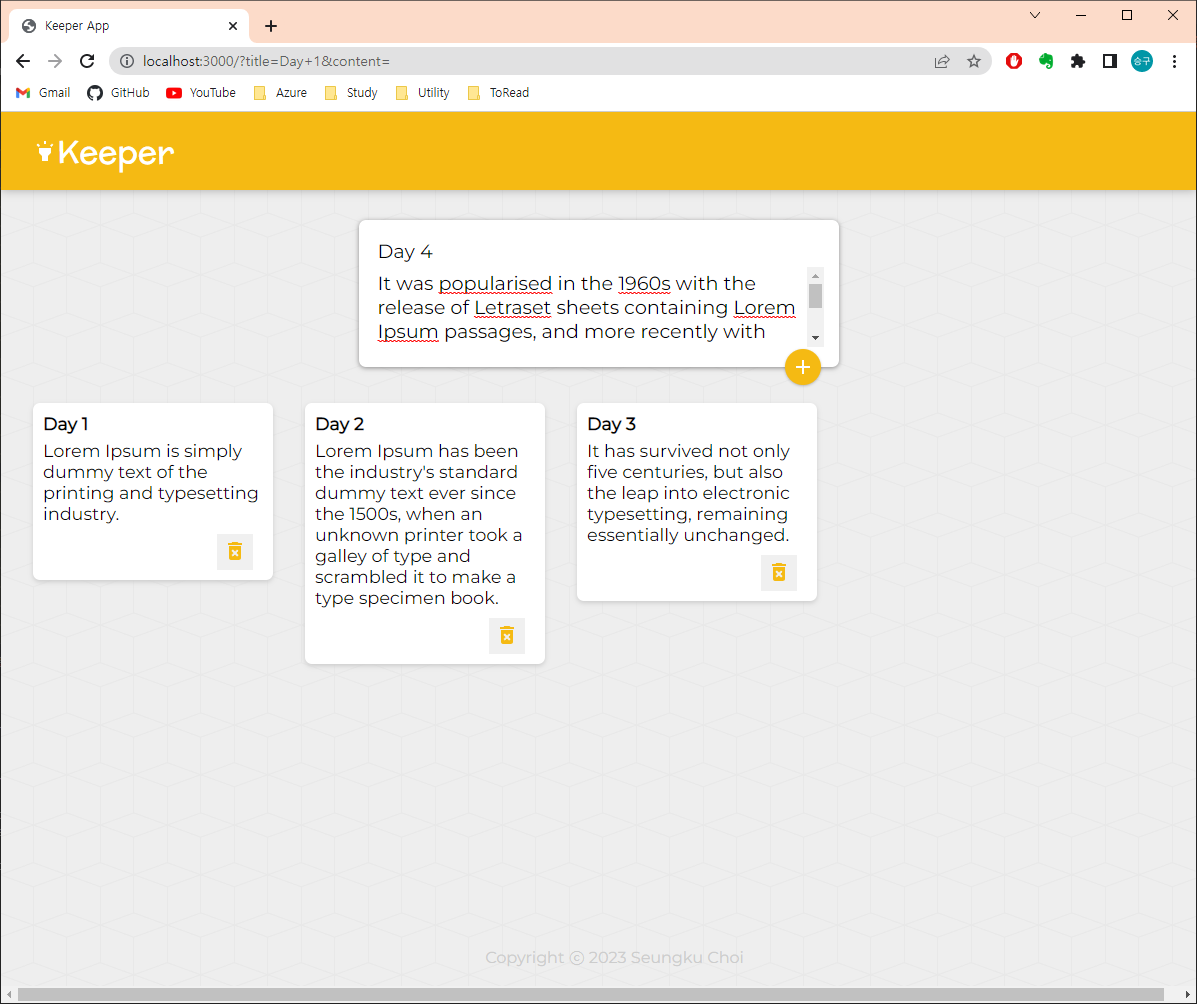 Keeper App
localhost:3000/?title=Day+1&content=
승구
Gmail GitHub YouTube Azure Study Utility ToRead
Keeper
Day 4
It was popularised in the 1960s with the
release of Letraset sheets containing Lorem
Ipsum passages, and more recently with
Day 1
Lorem Ipsum is simply
dummy text of the
printing and typesetting
industry.
Day 2
Lorem Ipsum has been
the industry's standard
dummy text ever since
the 1500s, when an
unknown printer took a
galley of type and
scrambled it to make a
type specimen book.
Day 3
It has survived not only
five centuries, but also
the leap into electronic
typesetting, remaining
essentially unchanged.
Copyright ⓒ 2023 Seungku Choi